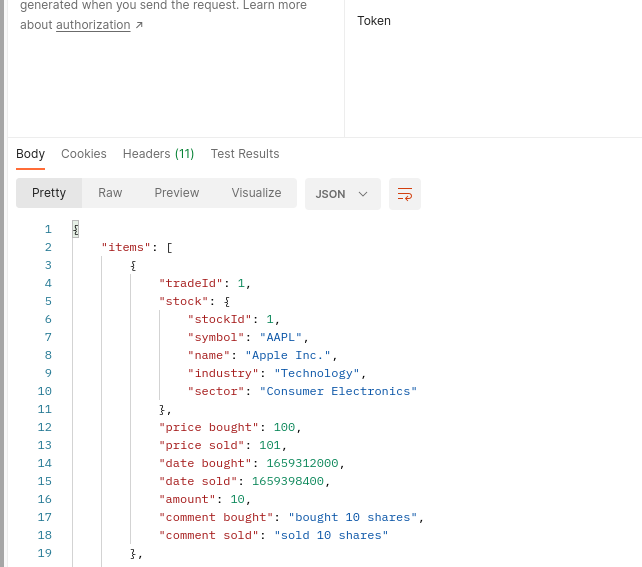 generated when you send the request. Learn more
about authorization ↗
Token
Body Cookies Headers (11) Test Results
Pretty Raw Preview Visualize JSON
1 {
2 "items": [
3 {
4 "tradeId": 1,
5 "stock": {
6 "stockId": 1,
7 "symbol": "AAPL",
8 "name": "Apple Inc.",
9 "industry": "Technology",
10 "sector": "Consumer Electronics"
11 },
12 "price bought": 100,
13 "price sold": 101,
14 "date bought": 1659312000,
15 "date sold": 1659398400,
16 "amount": 10,
17 "comment bought": "bought 10 shares",
18 "comment sold": "sold 10 shares"
19 },